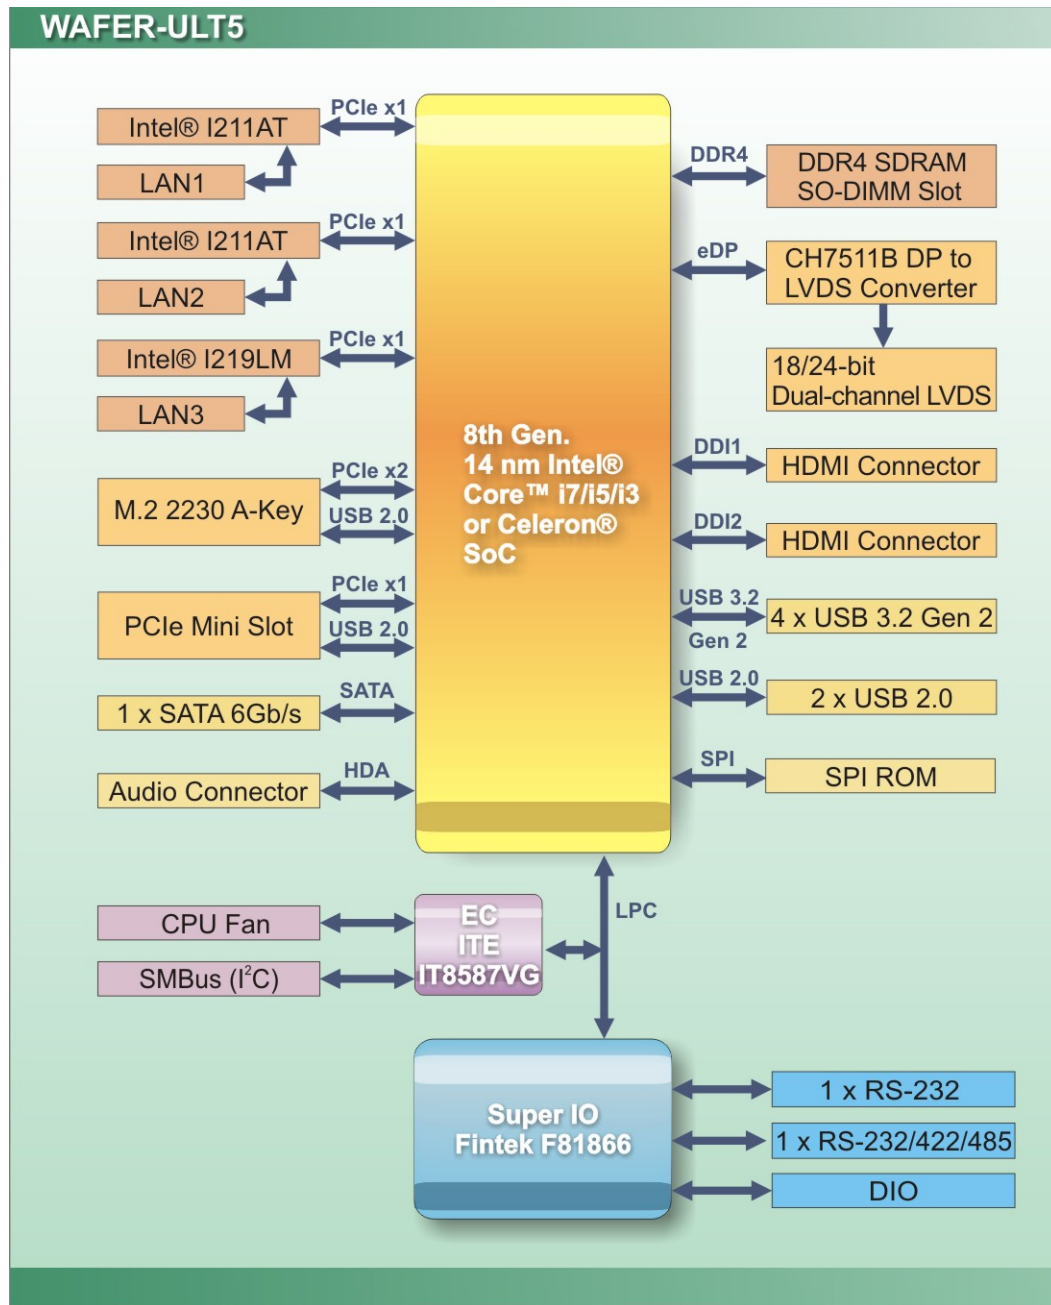 WAFER-ULT5
PCIe x1
Intel® I211AT
LAN1
PCIe x1
Intel® I211AT
LAN2
PCIe x1
Intel® I219LM
LAN3
PCIe x2
M.2 2230 A-Key
USB 2.0
PCIe x1
PCIe Mini Slot
USB 2.0
SATA
1 x SATA 6Gb/s
HDA
Audio Connector
8th Gen.
14 nm Intel®
Core™ i7/i5/i3
or Celeron®
SoC
DDR4
DDR4 SDRAM
SO-DIMM Slot
eDP
CH7511B DP to
LVDS Converter
18/24-bit
Dual-channel LVDS
DDI1
HDMI Connector
DDI2
HDMI Connector
USB 3.2
Gen 2
4 x USB 3.2 Gen 2
USB 2.0
2 x USB 2.0
SPI
SPI ROM
LPC
CPU Fan
SMBus (I²C)
EC
ITE
IT8587VG
Super IO
Fintek F81866
1 x RS-232
1 x RS-232/422/485
DIO